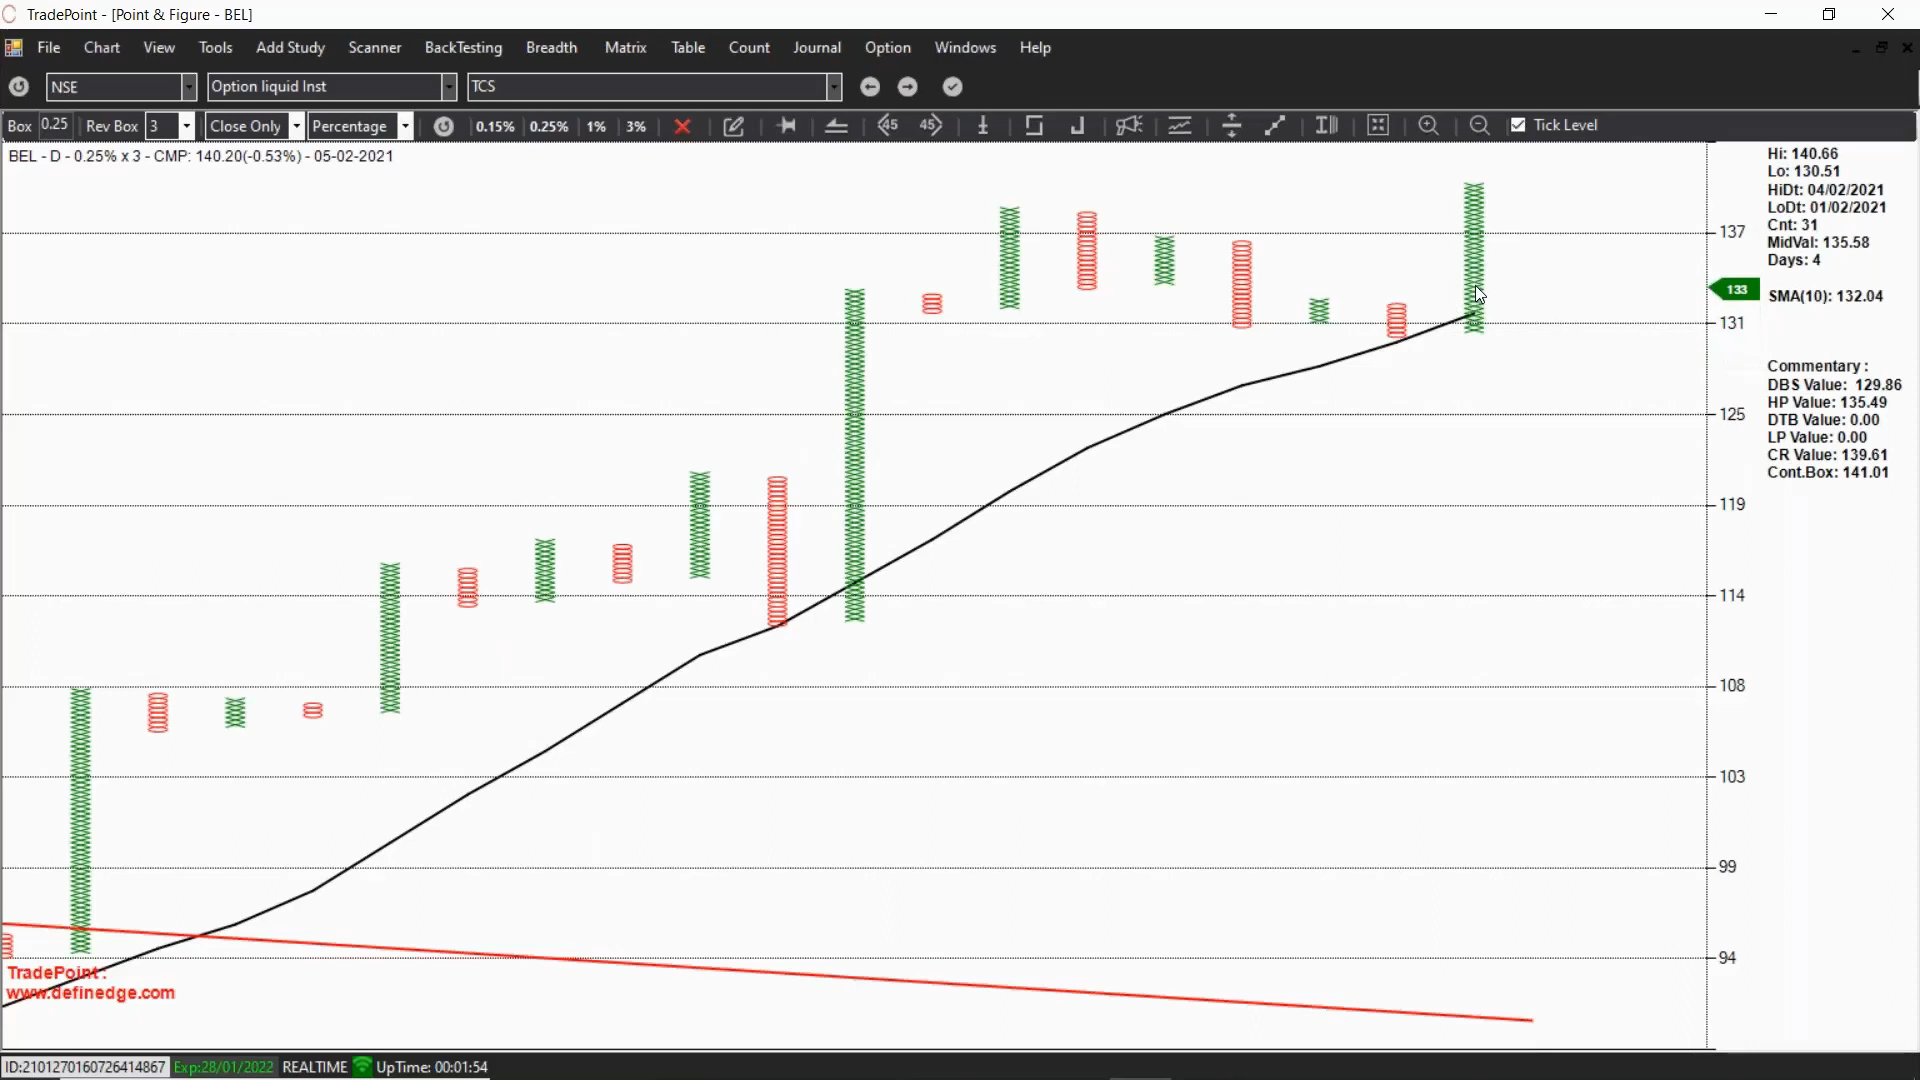 TradePoint - [Point & Figure - BEL]
File Chart View Tools Add Study Scanner BackTesting Breadth Matrix Table Count Journal Option Windows Help
NSE Option liquid Inst TCS
Box 0.25 Rev Box 3 Close Only Percentage 0.15% 0.25% 1% 3% 45 45 Tick Level
BEL - D - 0.25% x 3 - CMP: 140.20(-0.53%) - 05-02-2021
Hi: 140.66
Lo: 130.51
HiDt: 04/02/2021
LoDt: 01/02/2021
Cnt: 31
MidVal: 135.58
Days: 4
SMA(10): 132.04
Commentary :
DBS Value: 129.86
HP Value: 135.49
DTB Value: 0.00
LP Value: 0.00
CR Value: 139.61
Cont.Box: 141.01
137
133
131
125
119
114
108
103
99
94
TradePoint :
www.definedge.com
ID:2101270160726414867 Exp:28/01/2022 REALTIME UpTime: 00:01:54